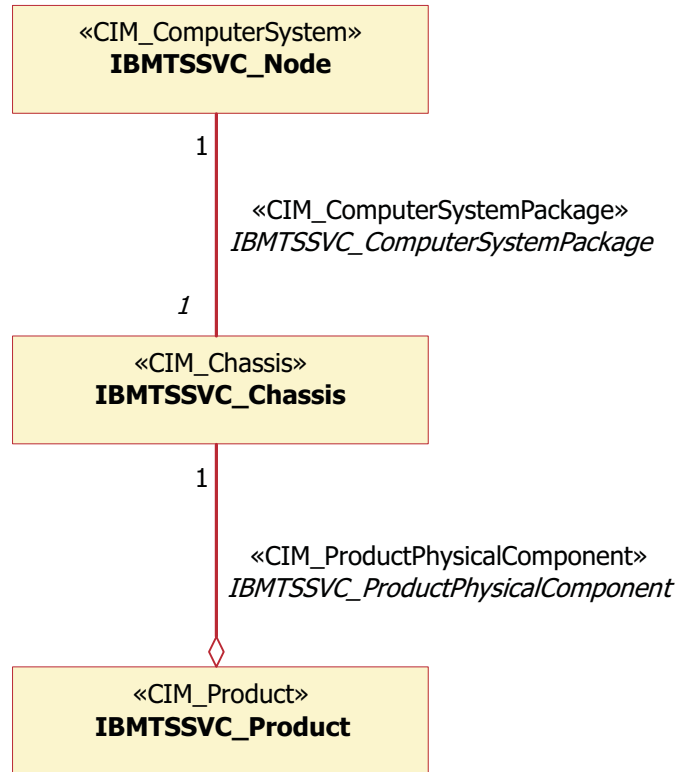 «CIM_ComputerSystem»
IBMTSSVC_Node
1
«CIM_ComputerSystemPackage»
IBMTSSVC_ComputerSystemPackage
1
«CIM_Chassis»
IBMTSSVC_Chassis
1
«CIM_ProductPhysicalComponent»
IBMTSSVC_ProductPhysicalComponent
«CIM_Product»
IBMTSSVC_Product